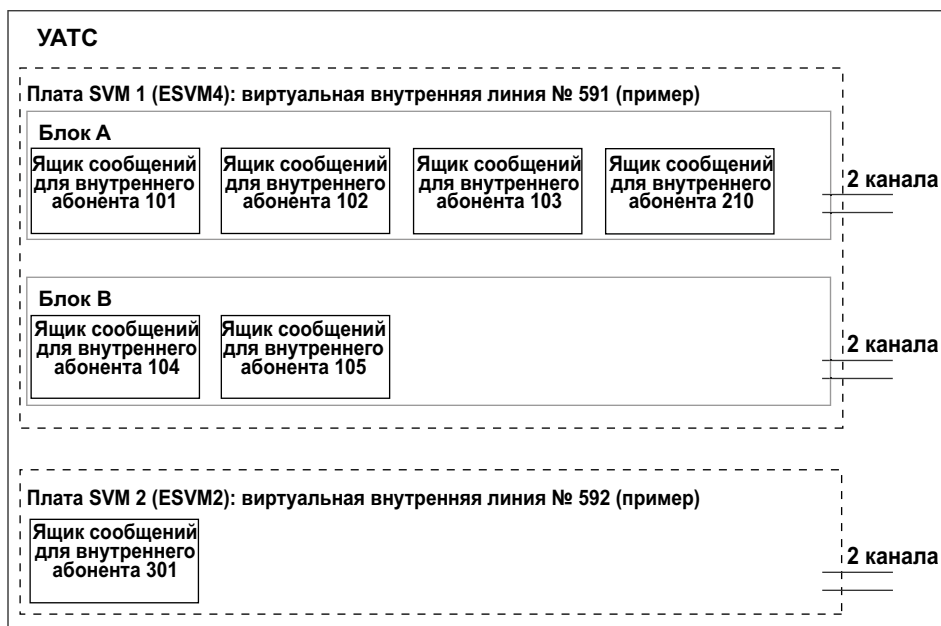 УАТС
Плата SVM 1 (ESVM4): виртуальная внутренняя линия № 591 (пример)
Блок A
Ящик сообщений
для внутреннего
абонента 101
Ящик сообщений
для внутреннего
абонента 102
Ящик сообщений
для внутреннего
абонента 103
Ящик сообщений
для внутреннего
абонента 210
2 канала
Блок B
Ящик сообщений
для внутреннего
абонента 104
Ящик сообщений
для внутреннего
абонента 105
2 канала
Плата SVM 2 (ESVM2): виртуальная внутренняя линия № 592 (пример)
Ящик сообщений
для внутреннего
абонента 301
2 канала